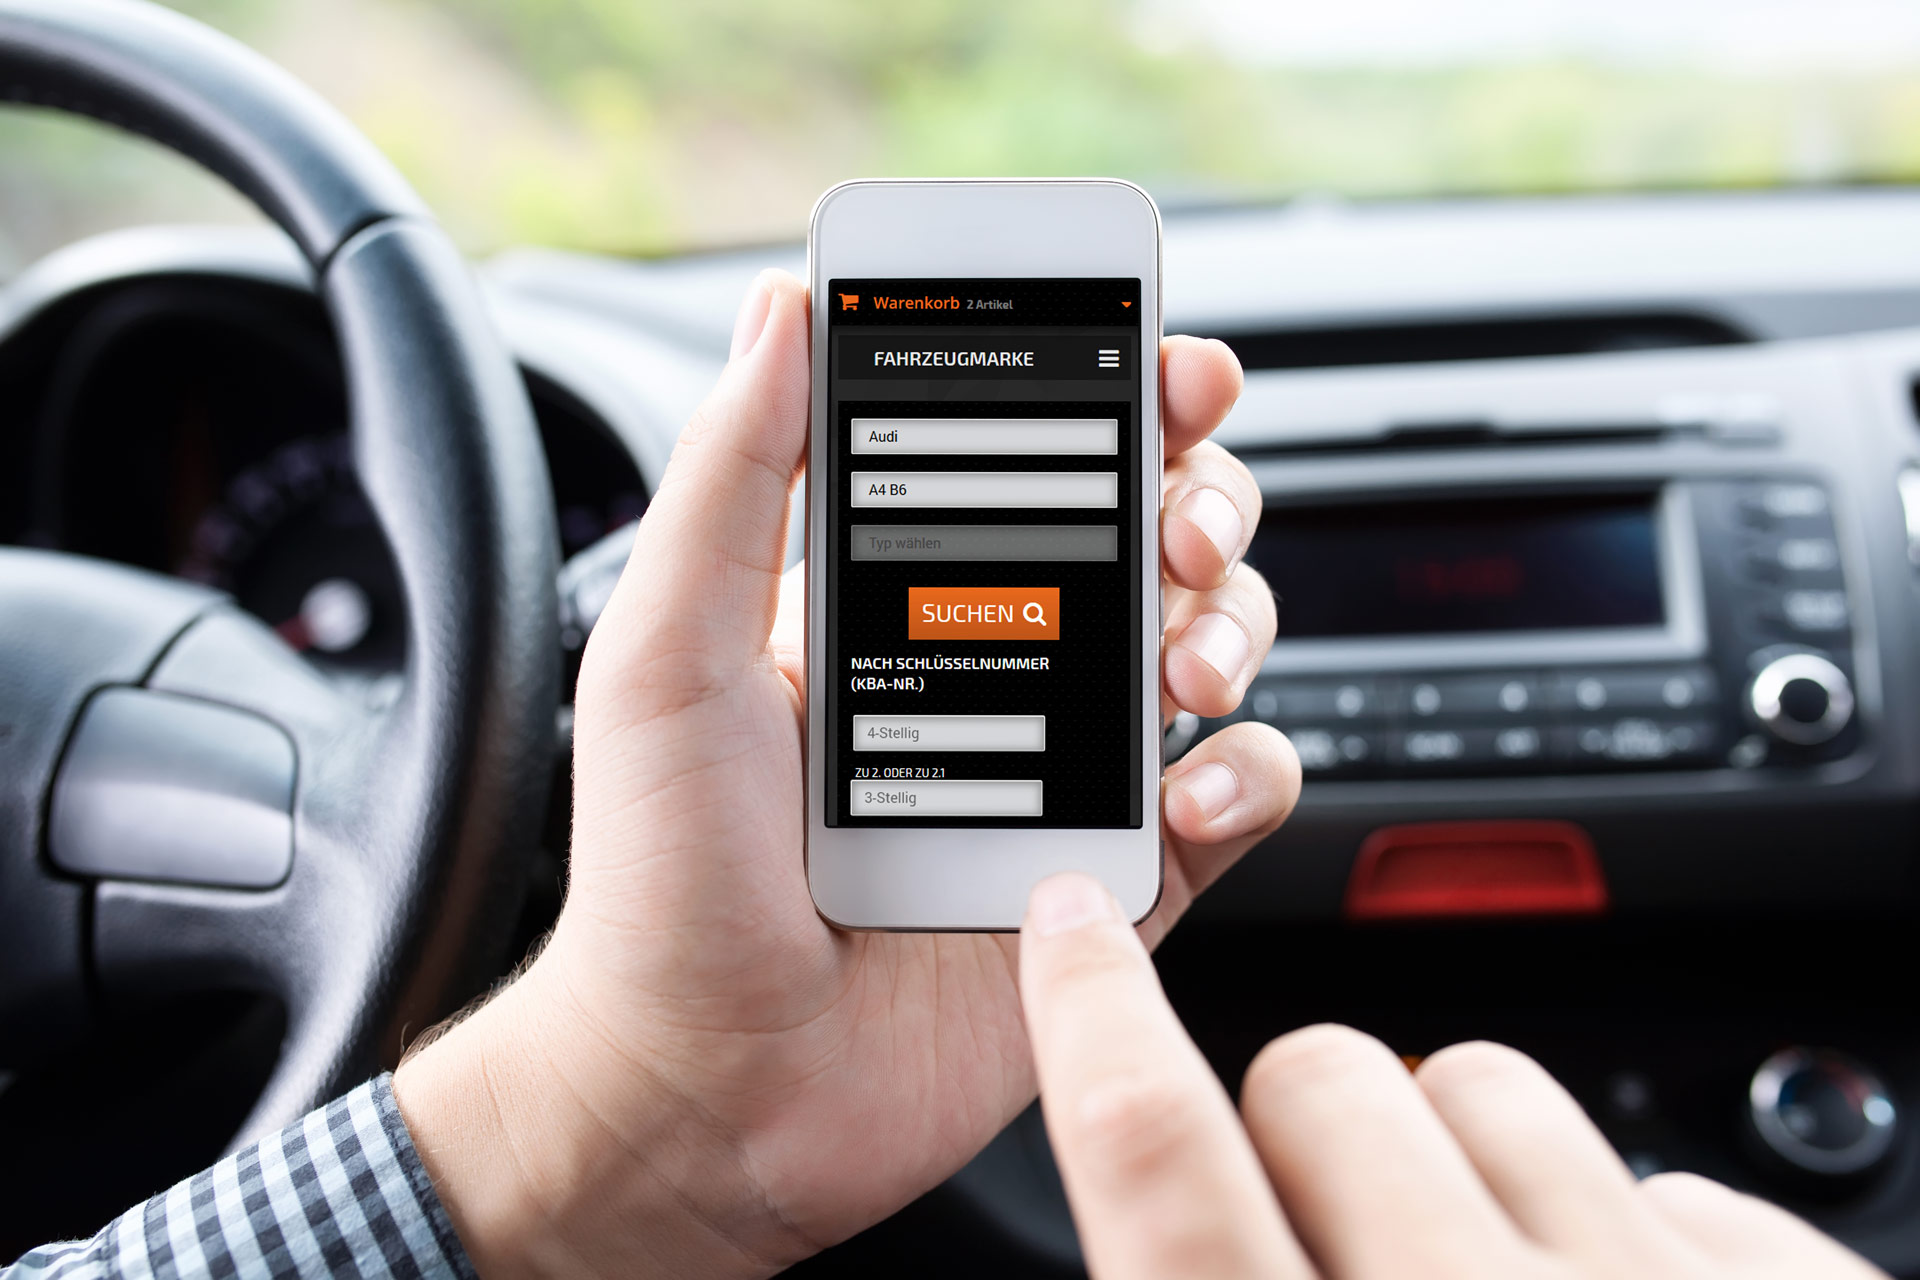 Warenkorb 2 Artikel
FAHRZEUGMARKE
Audi
A4 B6
Typ wählen
SUCHEN
NACH SCHLÜSSELNUMMER
(KBA-NR.)
4-Stellig
ZU 2. ODER ZU 2.1
3-Stellig